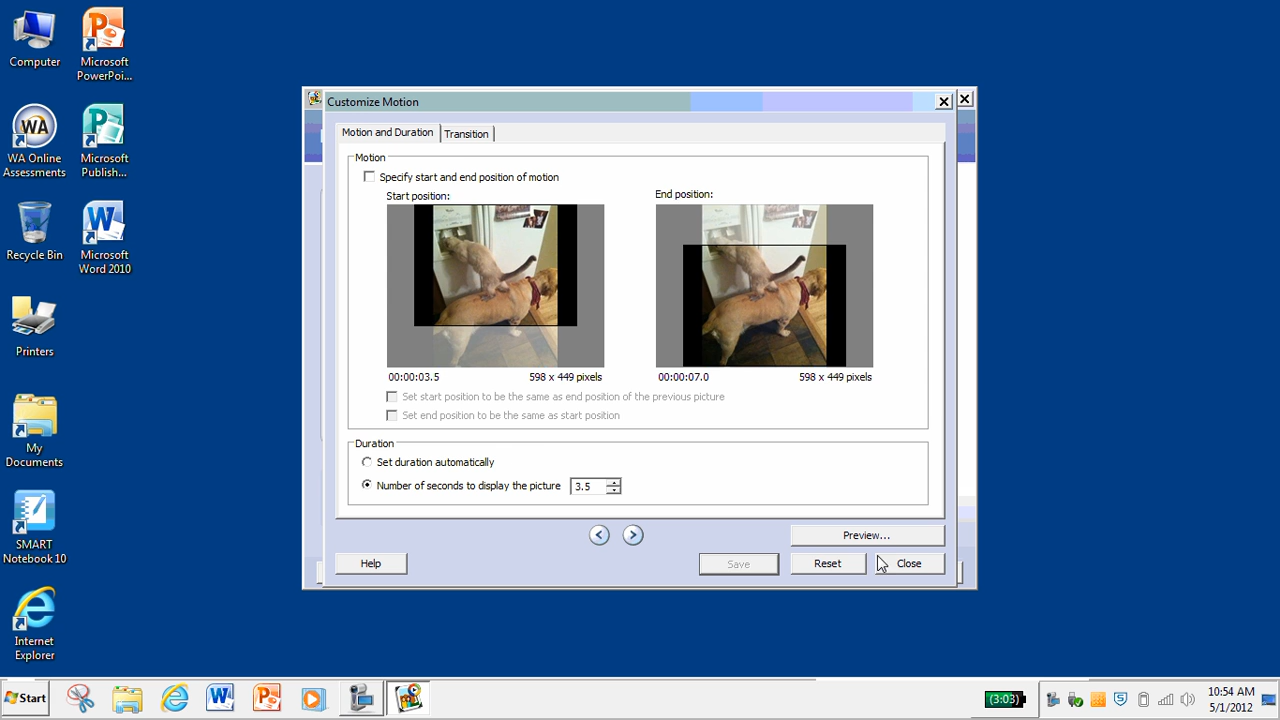 Computer
Microsoft
PowerPoi...
WA
WA Online
Assessments
Microsoft
Publish...
Recycle Bin
Microsoft
Word 2010
Printers
My
Documents
SMART
Notebook 10
Internet
Explorer
Customize Motion
Motion and Duration
Transition
Motion
Specify start and end position of motion
Start position:
End position:
00:00:03.5
598 x 449 pixels
00:00:07.0
598 x 449 pixels
Set start position to be the same as end position of the previous picture
Set end position to be the same as start position
Duration
Set duration automatically
Number of seconds to display the picture
3.5
Preview...
Help
Save
Reset
Close
Start
(3:03)
10:54 AM
5/1/2012